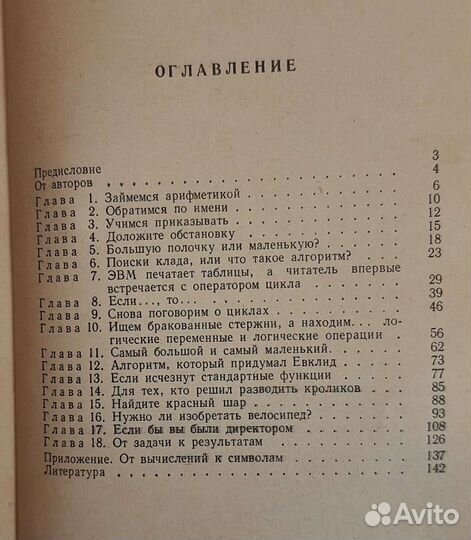 ОГЛАВЛЕНИЕ
Предисловие 3
От авторов 4
Глава 1. Займемся арифметикой 6
Глава 2. Обратимся по имени 10
Глава 3. Учимся приказывать 12
Глава 4. Доложите обстановку 15
Глава 5. Большую полочку или маленькую? 18
Глава 6. Поиски клада, или что такое алгоритм? 23
Глава 7. ЭВМ печатает таблицы, а читатель впервые
встречается с оператором цикла 29
Глава 8. Если..., то... 39
Глава 9. Снова поговорим о циклах 46
Глава 10. Ищем бракованные стержни, а находим... ло-
гические переменные и логические операции 56
Глава 11. Самый большой и самый маленький. 62
Глава 12. Алгоритм, который придумал Евклид 73
Глава 13. Если исчезнут стандартные функции 77
Глава 14. Для тех, кто решил разводить кроликов 85
Глава 15. Найдите красный шар 88
Глава 16. Нужно ли изобретать велосипед? 93
Глава 17. Если бы вы были директором 108
Глава 18. От задачи к результатам 126
Приложение. От вычислений к символам 137
Литература 142
Avito